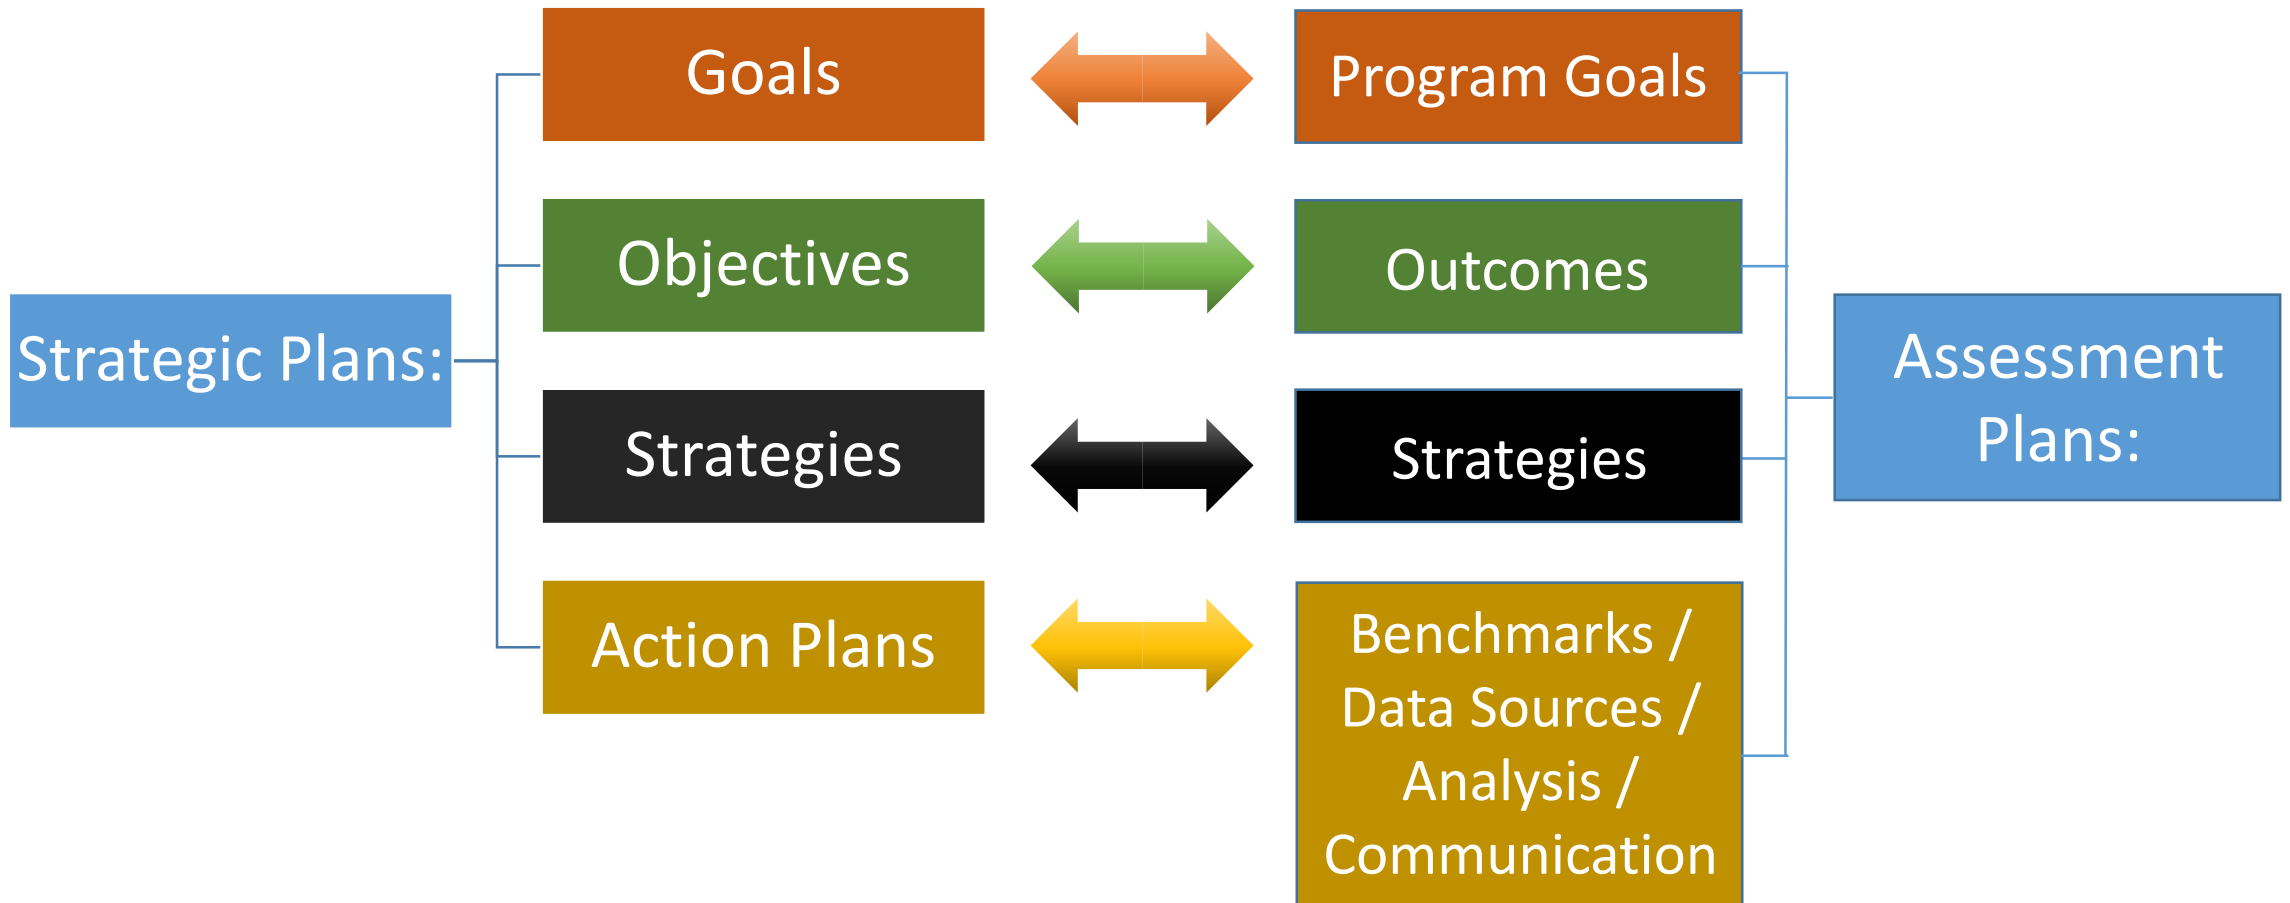 Strategic Plans:
Goals
Objectives
Strategies
Action Plans
Program Goals
Outcomes
Strategies
Benchmarks /
Data Sources /
Analysis /
Communication
Assessment
Plans: